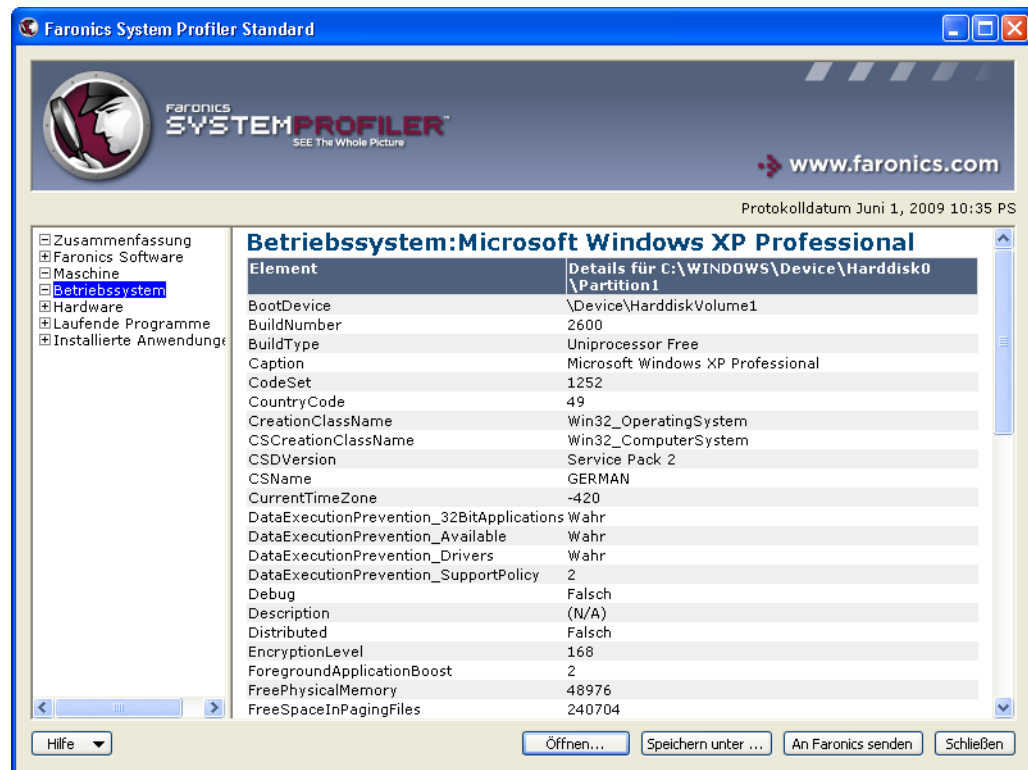 Faronics System Profiler Standard
Faronics
SYSTEMPROFILER™
SEE The Whole Picture
www.faronics.com
Protokolldatum Juni 1, 2009 10:35 PS
Zusammenfassung
Faronics Software
Maschine
Betriebssystem
Hardware
Laufende Programme
Installierte Anwendunge
Betriebssystem:Microsoft Windows XP Professional
Element Details für C:\WINDOWS\Device\Harddisk0
\Partition1
BootDevice \Device\HarddiskVolume1
BuildNumber 2600
BuildType Uniprocessor Free
Caption Microsoft Windows XP Professional
CodeSet 1252
CountryCode 49
CreationClassName Win32_OperatingSystem
CSCreationClassName Win32_ComputerSystem
CSDVersion Service Pack 2
CSName GERMAN
CurrentTimeZone -420
DataExecutionPrevention_32BitApplications Wahr
DataExecutionPrevention_Available Wahr
DataExecutionPrevention_Drivers Wahr
DataExecutionPrevention_SupportPolicy 2
Debug Falsch
Description (N/A)
Distributed Falsch
EncryptionLevel 168
ForegroundApplicationBoost 2
FreePhysicalMemory 48976
FreeSpaceInPagingFiles 240704
Hilfe Öffnen... Speichern unter ... An Faronics senden Schließen